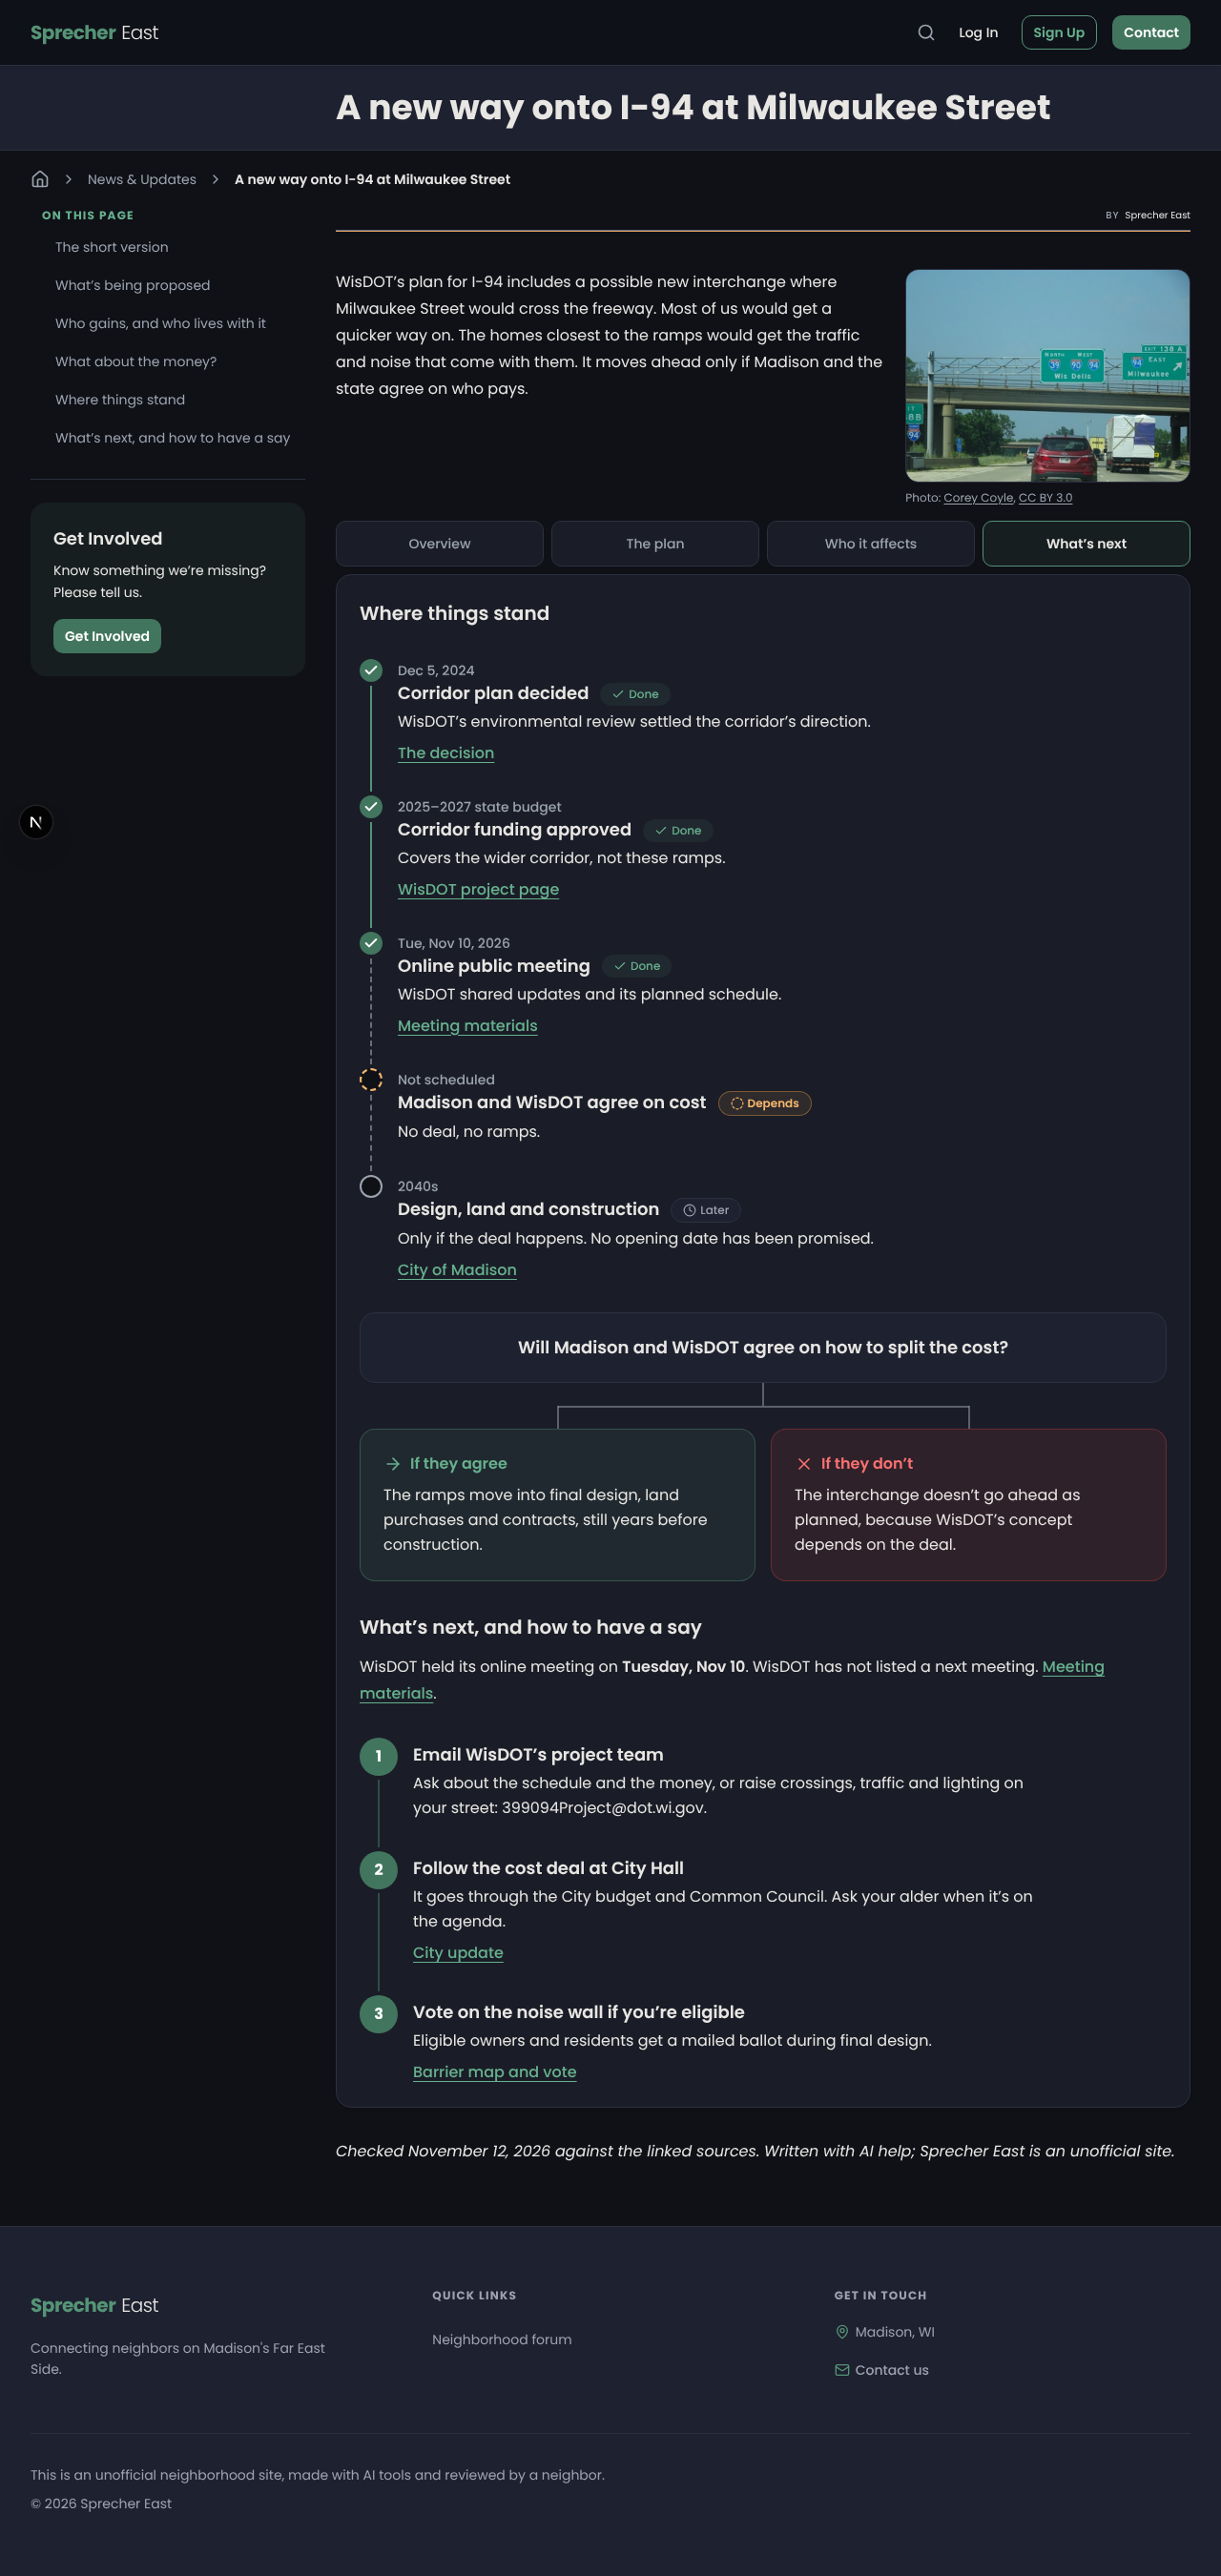 Sprecher East
Log In
Sign Up
Contact
A new way onto I-94 at Milwaukee Street
News & Updates
A new way onto I-94 at Milwaukee Street
ON THIS PAGE
The short version
What’s being proposed
Who gains, and who lives with it
What about the money?
Where things stand
What’s next, and how to have a say
Get Involved
Know something we’re missing?
Please tell us.
Get Involved
BY Sprecher East
WisDOT’s plan for I-94 includes a possible new interchange where
Milwaukee Street would cross the freeway. Most of us would get a
quicker way on. The homes closest to the ramps would get the traffic
and noise that come with them. It moves ahead only if Madison and the
state agree on who pays.
NORTH WEST
39 90 94
Wis Dells
EXIT 138 A
94 EAST
Milwaukee
94
Photo: Corey Coyle, CC BY 3.0
Overview
The plan
Who it affects
What’s next
Where things stand
Dec 5, 2024
Corridor plan decided
Done
WisDOT’s environmental review settled the corridor’s direction.
The decision
2025–2027 state budget
Corridor funding approved
Done
Covers the wider corridor, not these ramps.
WisDOT project page
Tue, Nov 10, 2026
Online public meeting
Done
WisDOT shared updates and its planned schedule.
Meeting materials
Not scheduled
Madison and WisDOT agree on cost
Depends
No deal, no ramps.
2040s
Design, land and construction
Later
Only if the deal happens. No opening date has been promised.
City of Madison
Will Madison and WisDOT agree on how to split the cost?
If they agree
The ramps move into final design, land
purchases and contracts, still years before
construction.
If they don’t
The interchange doesn’t go ahead as
planned, because WisDOT’s concept
depends on the deal.
What’s next, and how to have a say
WisDOT held its online meeting on Tuesday, Nov 10. WisDOT has not listed a next meeting. Meeting
materials.
1
Email WisDOT’s project team
Ask about the schedule and the money, or raise crossings, traffic and lighting on
your street: 399094Project@dot.wi.gov.
2
Follow the cost deal at City Hall
It goes through the City budget and Common Council. Ask your alder when it’s on
the agenda.
City update
3
Vote on the noise wall if you’re eligible
Eligible owners and residents get a mailed ballot during final design.
Barrier map and vote
Checked November 12, 2026 against the linked sources. Written with AI help; Sprecher East is an unofficial site.
Sprecher East
Connecting neighbors on Madison's Far East
Side.
QUICK LINKS
Neighborhood forum
GET IN TOUCH
Madison, WI
Contact us
This is an unofficial neighborhood site, made with AI tools and reviewed by a neighbor.
© 2026 Sprecher East